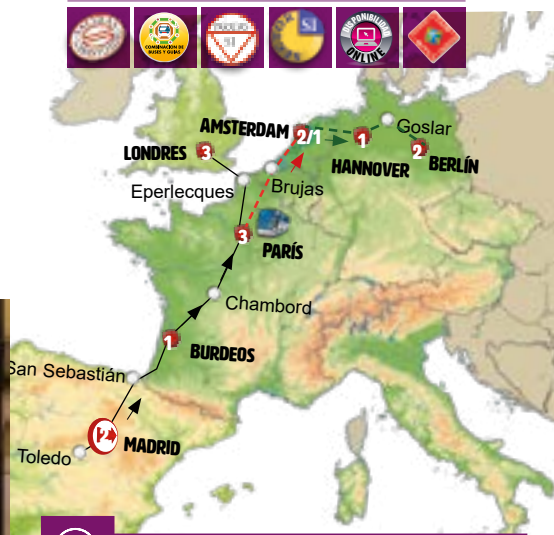 COMBINACIÓN DE
BUSES Y GUÍAS
SI
DISPONIBILIDAD
ONLINE
AMSTERDAM 2/1
1
Goslar
LONDRES 3
HANNOVER
2 BERLÍN
Eperlecques
Brujas
3
PARÍS
Chambord
1
BURDEOS
San Sebastián
2
MADRID
Toledo